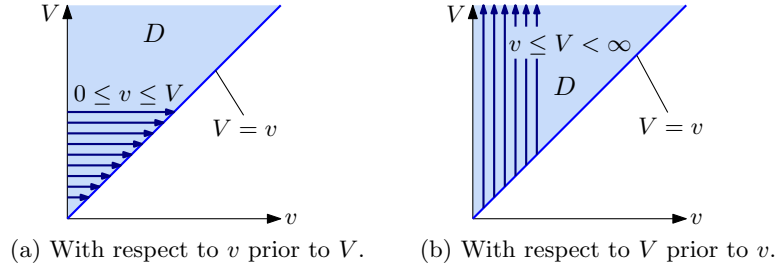 V
D
0 ≤ v ≤ V
V = v
v
(a) With respect to v prior to V.
V
v ≤ V < ∞
D
V = v
v
(b) With respect to V prior to v.